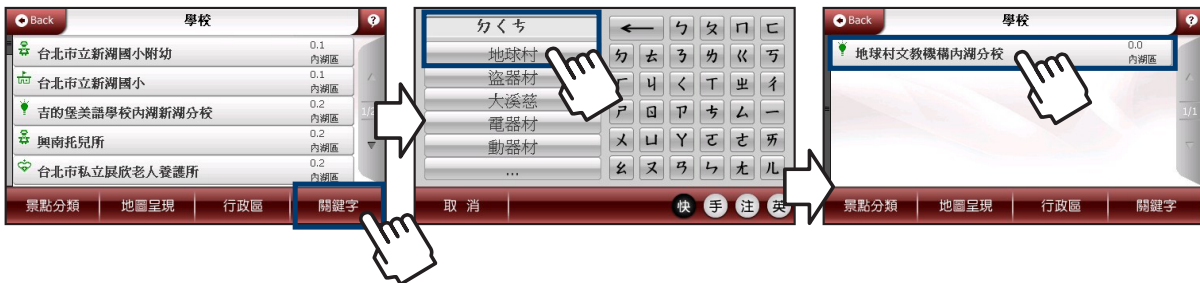 Back 學校 ?
台北市立新湖國小附幼 0.1 內湖區
台北市立新湖國小 0.1 內湖區
吉的堡美語學校內湖新湖分校 0.2 內湖區
興南托兒所 0.2 內湖區
台北市私立展欣老人養護所 0.2 內湖區
1/2
景點分類 地圖呈現 行政區 關鍵字
ㄉㄑㄘ
地球村
盜器材
大溪慈
電器材
動器材
...
← ㄅ ㄆ ㄇ ㄈ
ㄉ ㄊ ㄋ ㄌ ㄍ ㄎ
ㄏ ㄐ ㄑ ㄒ ㄓ ㄔ
ㄕ ㄖ ㄗ ㄘ ㄙ ㄧ
ㄨ ㄩ ㄚ ㄛ ㄜ ㄞ
ㄠ ㄡ ㄢ ㄣ ㄤ ㄦ
取 消 快 手 注 英
Back 學校 ?
地球村文教機構內湖分校 0.0 內湖區
1/1
景點分類 地圖呈現 行政區 關鍵字